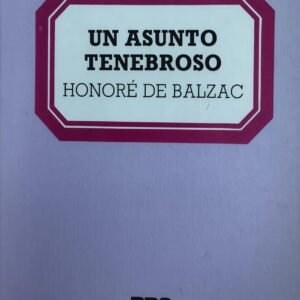 UN ASUNTO
TENEBROSO
HONORÉ DE BALZAC